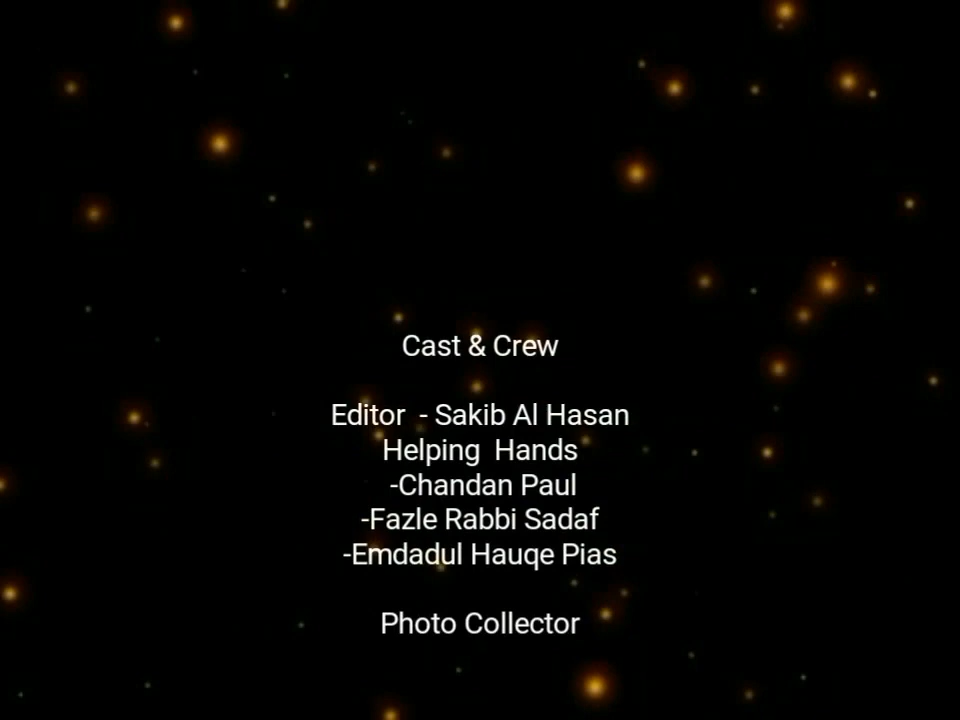 Cast & Crew
Editor  - Sakib Al Hasan
Helping  Hands
-Chandan Paul
-Fazle Rabbi Sadaf
-Emdadul Hauqe Pias
Photo Collector